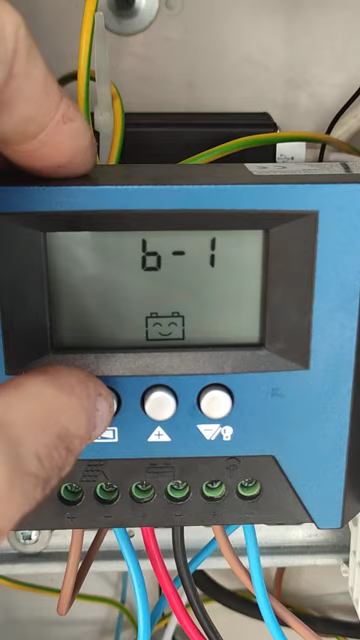 b-1
+ - + - + -